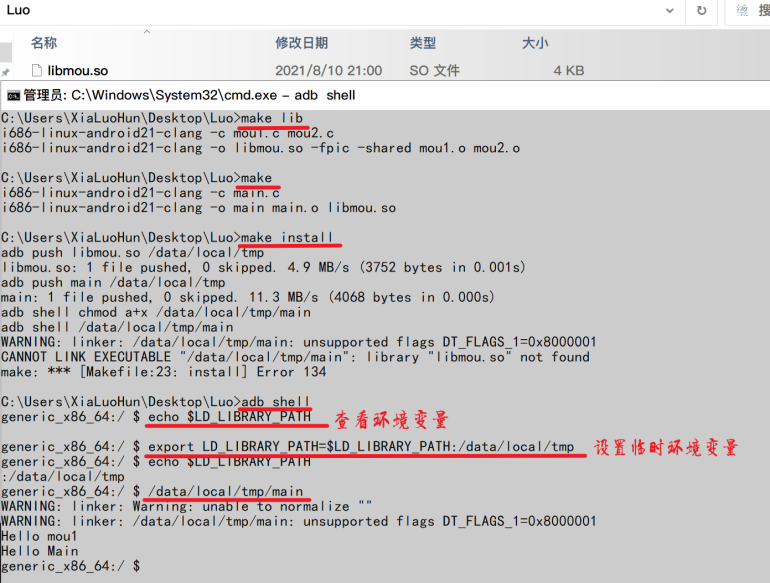 Luo
搜
名称 修改日期 类型 大小
libmou.so 2021/8/10 21:00 SO 文件 4 KB
管理员: C:\Windows\System32\cmd.exe - adb shell
C:\Users\XiaLuoHun\Desktop\Luo>make lib
i686-linux-android21-clang -c mou1.c mou2.c
i686-linux-android21-clang -o libmou.so -fpic -shared mou1.o mou2.o
C:\Users\XiaLuoHun\Desktop\Luo>make
i686-linux-android21-clang -c main.c
i686-linux-android21-clang -o main main.o libmou.so
C:\Users\XiaLuoHun\Desktop\Luo>make install
adb push libmou.so /data/local/tmp
libmou.so: 1 file pushed, 0 skipped. 4.9 MB/s (3752 bytes in 0.001s)
adb push main /data/local/tmp
main: 1 file pushed, 0 skipped. 11.3 MB/s (4068 bytes in 0.000s)
adb shell chmod a+x /data/local/tmp/main
adb shell /data/local/tmp/main
WARNING: linker: /data/local/tmp/main: unsupported flags DT_FLAGS_1=0x8000001
CANNOT LINK EXECUTABLE "/data/local/tmp/main": library "libmou.so" not found
make: *** [Makefile:23: install] Error 134
C:\Users\XiaLuoHun\Desktop\Luo>adb shell
generic_x86_64:/ $ echo $LD_LIBRARY_PATH 查看环境变量
generic_x86_64:/ $ export LD_LIBRARY_PATH=$LD_LIBRARY_PATH:/data/local/tmp 设置临时环境变量
generic_x86_64:/ $ echo $LD_LIBRARY_PATH
:/data/local/tmp
generic_x86_64:/ $ /data/local/tmp/main
WARNING: linker: Warning: unable to normalize ""
WARNING: linker: /data/local/tmp/main: unsupported flags DT_FLAGS_1=0x8000001
Hello mou1
Hello Main
generic_x86_64:/ $